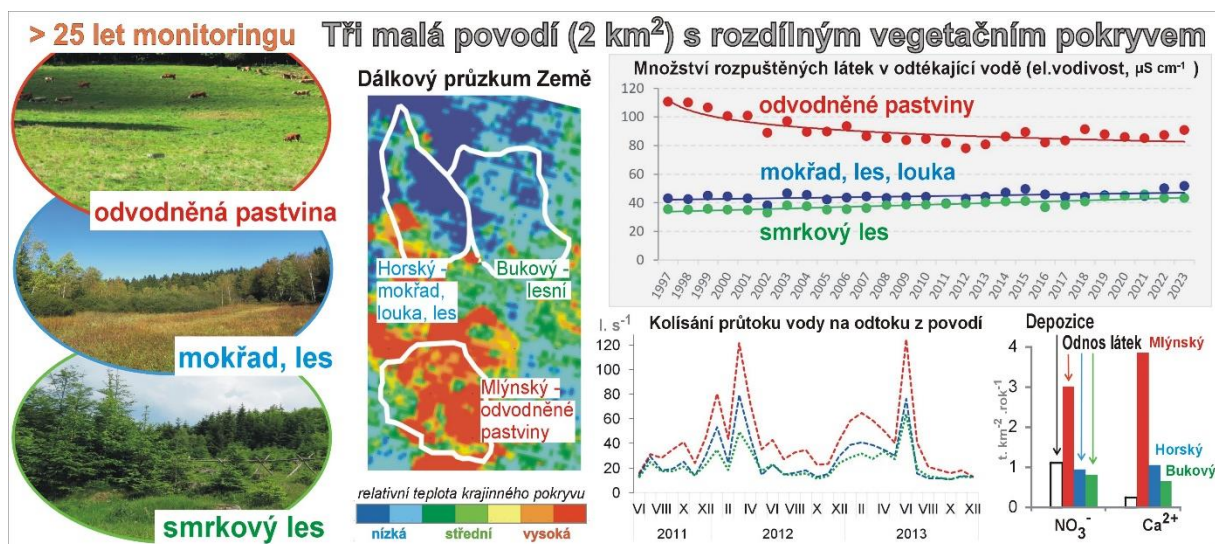 > 25 let monitoringu
Tři malá povodí (2 km²) s rozdílným vegetačním pokryvem
odvodněná pastvina
mokřad, les
smrkový les
Dálkový průzkum Země
Horský -
mokřad,
louka, les
Bukový -
lesní
Mlýnský -
odvodněné
pastviny
relativní teplota krajinného pokryvu
nízká střední vysoká
Množství rozpuštěných látek v odtékající vodě (el.vodivost, µS cm⁻¹ )
120
100
80
60
40
20
0
odvodněné pastviny
mokřad, les, louka
smrkový les
1997 1998 1999 2000 2001 2002 2003 2004 2005 2006 2007 2008 2009 2010 2011 2012 2013 2014 2015 2016 2017 2018 2019 2020 2021 2022 2023
Kolísání průtoku vody na odtoku z povodí
l. s⁻¹
120
100
80
60
40
20
0
VI VIII X XII II IV VI VIII X XII II IV VI VIII X XII
2011 2012 2013
Depozice
Odnos látek
Mlýnský
Horský
Bukový
t. km⁻² .rok⁻¹
4
3
2
1
0
NO₃⁻ Ca²⁺